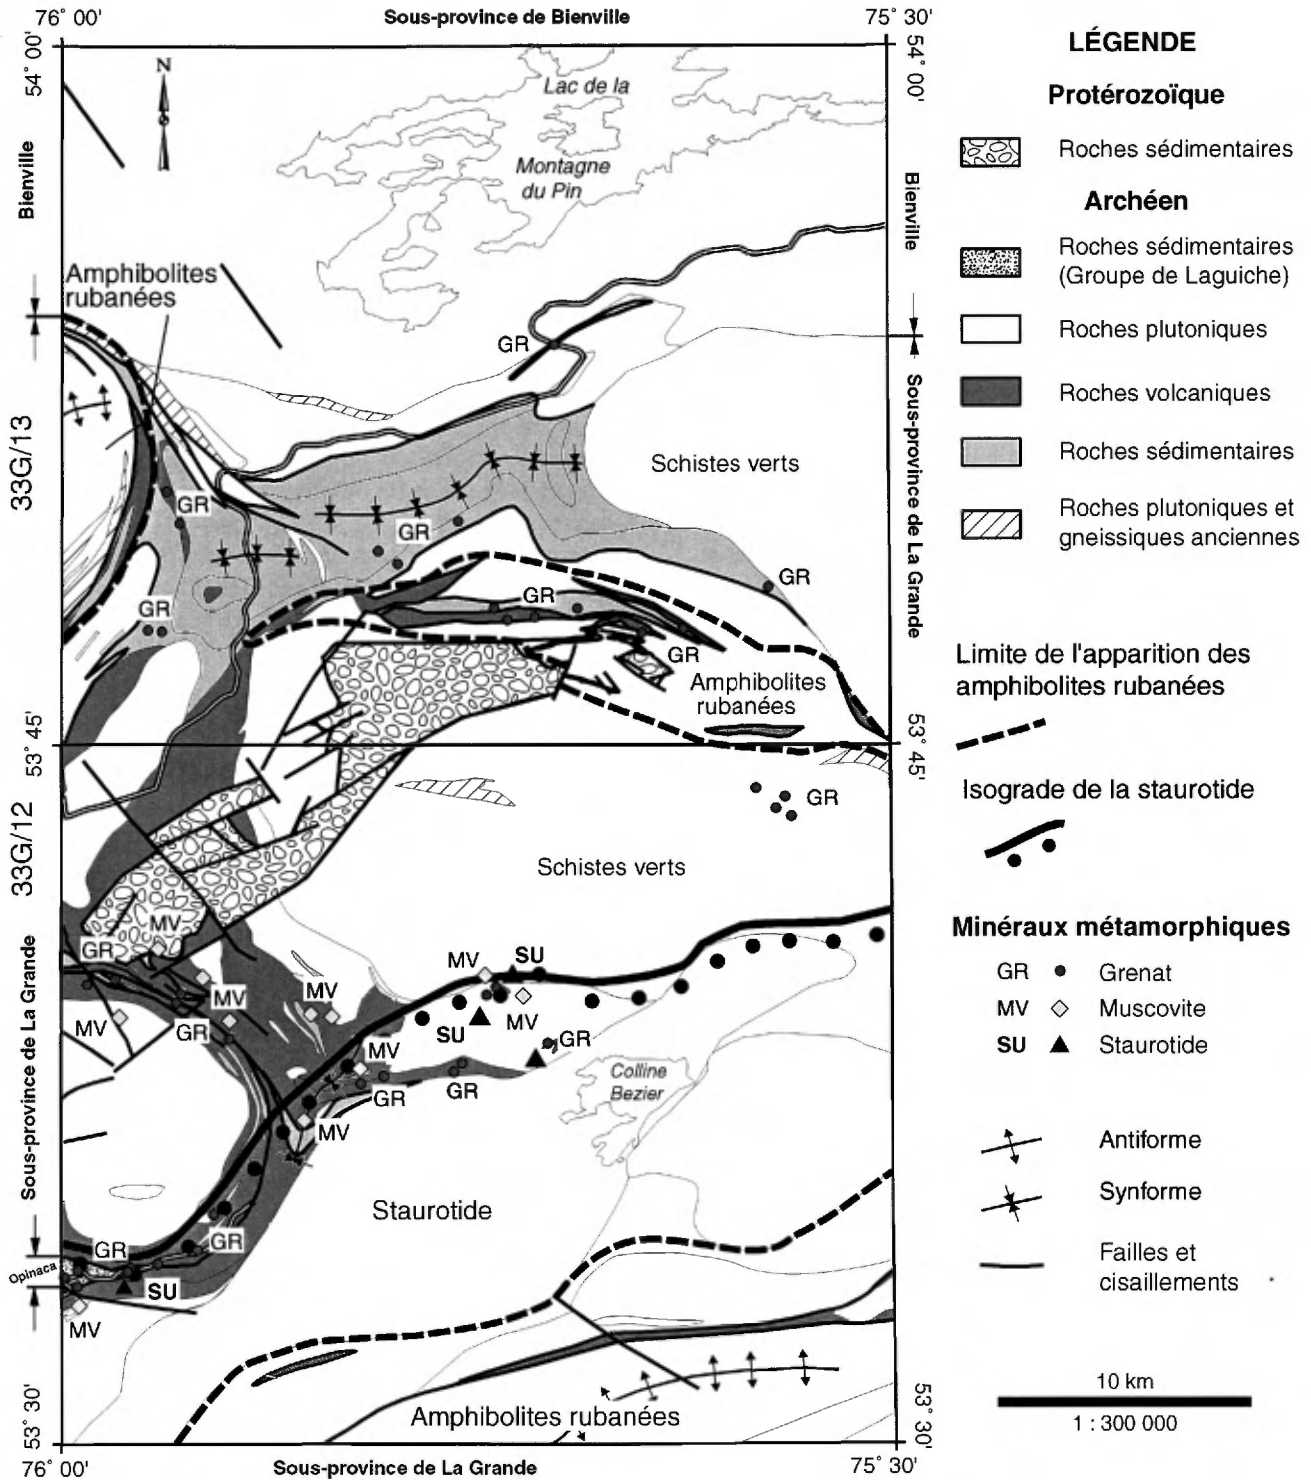 76° 00'
Sous-province de Bienville
75° 30'
54° 00'
54° 00'
N
Lac de la
Montagne
du Pin
Bienville
Bienville
Amphibolites
rubanées
GR
33G/13
Sous-province de La Grande
Schistes verts
GR
GR
GR
GR
GR
GR
Amphibolites
rubanées
53° 45'
53° 45'
GR
33G/12
Schistes verts
MV
GR
MV
SU
MV
MV
MV
GR
SU
MV
GR
MV
Colline
Bezier
GR
GR
MV
Sous-province de La Grande
Staurotide
GR
GR
Opinaca
SU
MV
Amphibolites rubanées
53° 30'
53° 30'
76° 00'
Sous-province de La Grande
75° 30'
LÉGENDE
Protérozoïque
Roches sédimentaires
Archéen
Roches sédimentaires
(Groupe de Laguiche)
Roches plutoniques
Roches volcaniques
Roches sédimentaires
Roches plutoniques et
gneissiques anciennes
Limite de l'apparition des
amphibolites rubanées
Isograde de la staurotide
Minéraux métamorphiques
GR Grenat
MV Muscovite
SU Staurotide
Antiforme
Synforme
Failles et
cisaillements
10 km
1 : 300 000